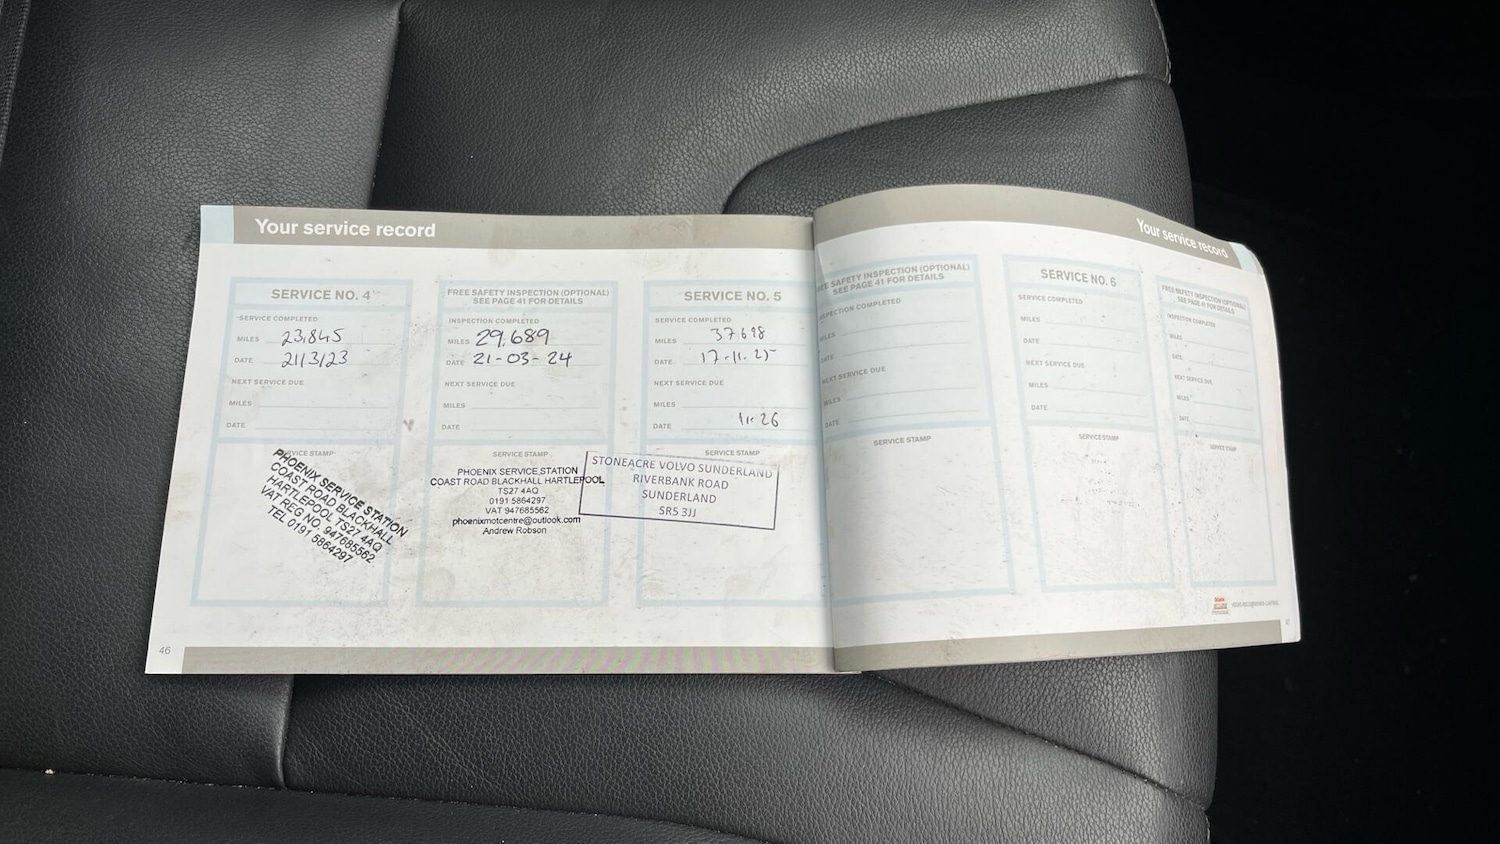 Your service record
SERVICE NO. 4
SERVICE COMPLETED
MILES 23,845
DATE 21/3/23
NEXT SERVICE DUE
MILES
DATE
SERVICE STAMP
PHOENIX SERVICE STATION
COAST ROAD BLACKHALL
HARTLEPOOL TS27 4AQ
VAT REG NO. 947685562
TEL 0191 5864297
FREE SAFETY INSPECTION (OPTIONAL)
SEE PAGE 41 FOR DETAILS
INSPECTION COMPLETED
MILES 29,689
DATE 21-03-24
NEXT SERVICE DUE
MILES
DATE
SERVICE STAMP
PHOENIX SERVICE STATION
COAST ROAD BLACKHALL HARTLEPOOL
TS27 4AQ
0191 5864297
VAT 947685562
phoenixmotcentre@outlook.com
Andrew Robson
SERVICE NO. 5
SERVICE COMPLETED
MILES 37,698
DATE 17-11-25
NEXT SERVICE DUE
MILES
DATE 11-26
SERVICE STAMP
STONEACRE VOLVO SUNDERLAND
RIVERBANK ROAD
SUNDERLAND
SR5 3JJ
46
Your service record
FREE SAFETY INSPECTION (OPTIONAL)
SEE PAGE 41 FOR DETAILS
INSPECTION COMPLETED
MILES
DATE
NEXT SERVICE DUE
MILES
DATE
SERVICE STAMP
SERVICE NO. 6
SERVICE COMPLETED
MILES
DATE
NEXT SERVICE DUE
MILES
DATE
SERVICE STAMP
FREE SAFETY INSPECTION (OPTIONAL)
SEE PAGE 41 FOR DETAILS
INSPECTION COMPLETED
MILES
DATE
NEXT SERVICE DUE
MILES
DATE
SERVICE STAMP